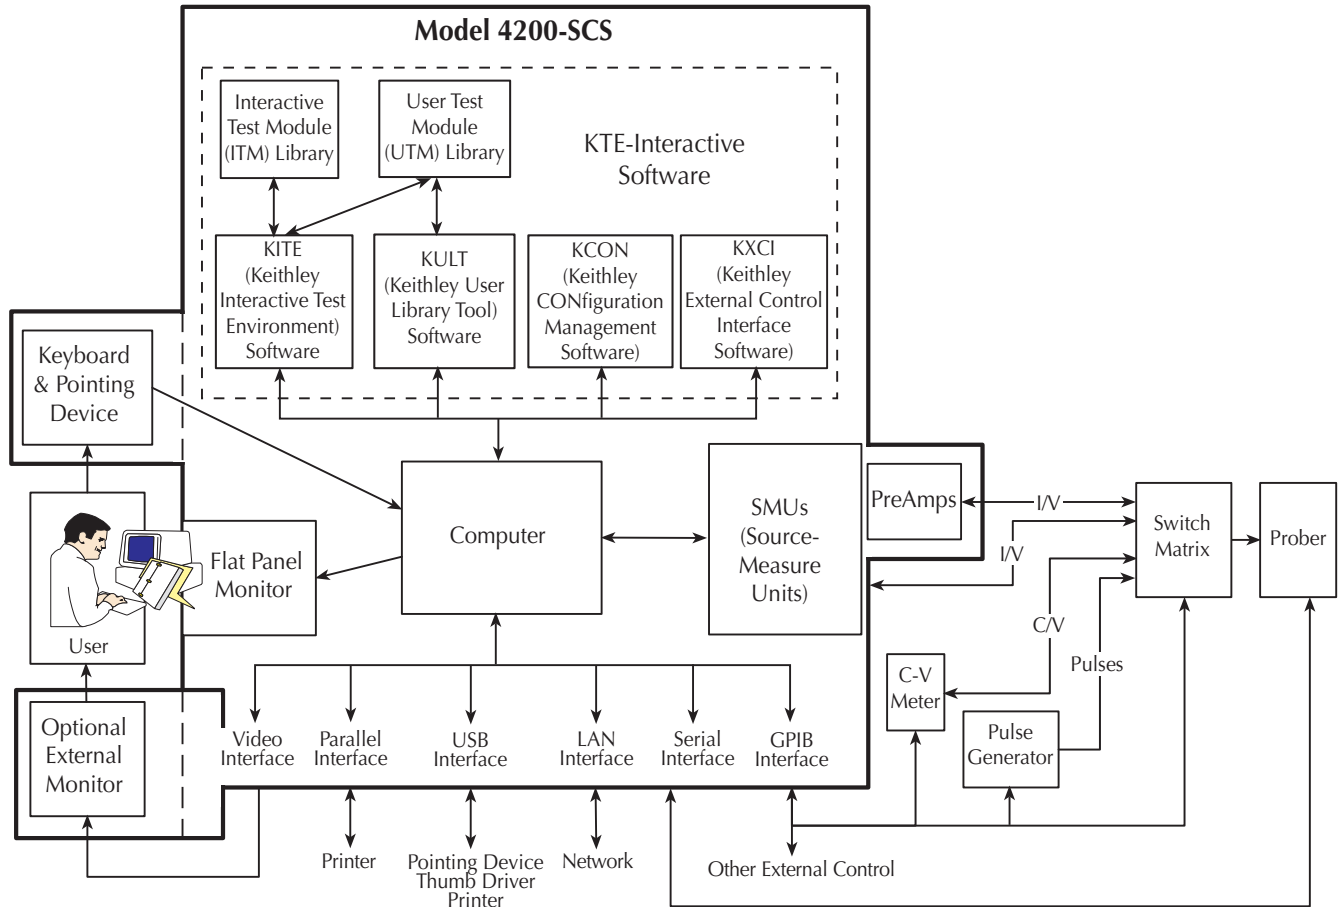 Model 4200-SCS
Interactive
Test Module
(ITM) Library
User Test
Module
(UTM) Library
KTE-Interactive
Software
KITE
(Keithley
Interactive Test
Environment)
Software
KULT
(Keithley User
Library Tool)
Software
KCON
(Keithley
CONfiguration
Management
Software)
KXCI
(Keithley
External Control
Interface
Software)
Keyboard
& Pointing
Device
Computer
SMUs
(Source-
Measure
Units)
PreAmps
I/V
I/V
Switch
Matrix
Prober
Flat Panel
Monitor
User
C/V
Pulses
C-V
Meter
Pulse
Generator
Optional
External
Monitor
Video
Interface
Parallel
Interface
USB
Interface
LAN
Interface
Serial
Interface
GPIB
Interface
Printer
Pointing Device
Thumb Driver
Printer
Network
Other External Control